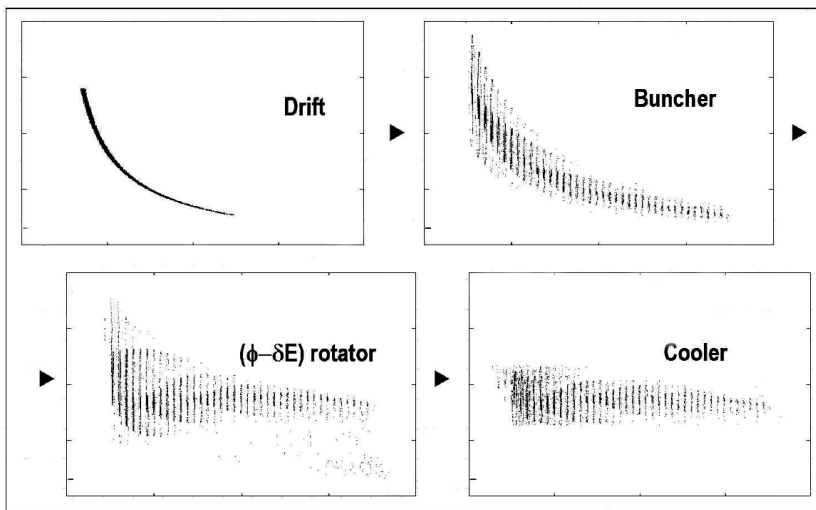 Drift
Buncher
(ϕ–δE) rotator
Cooler